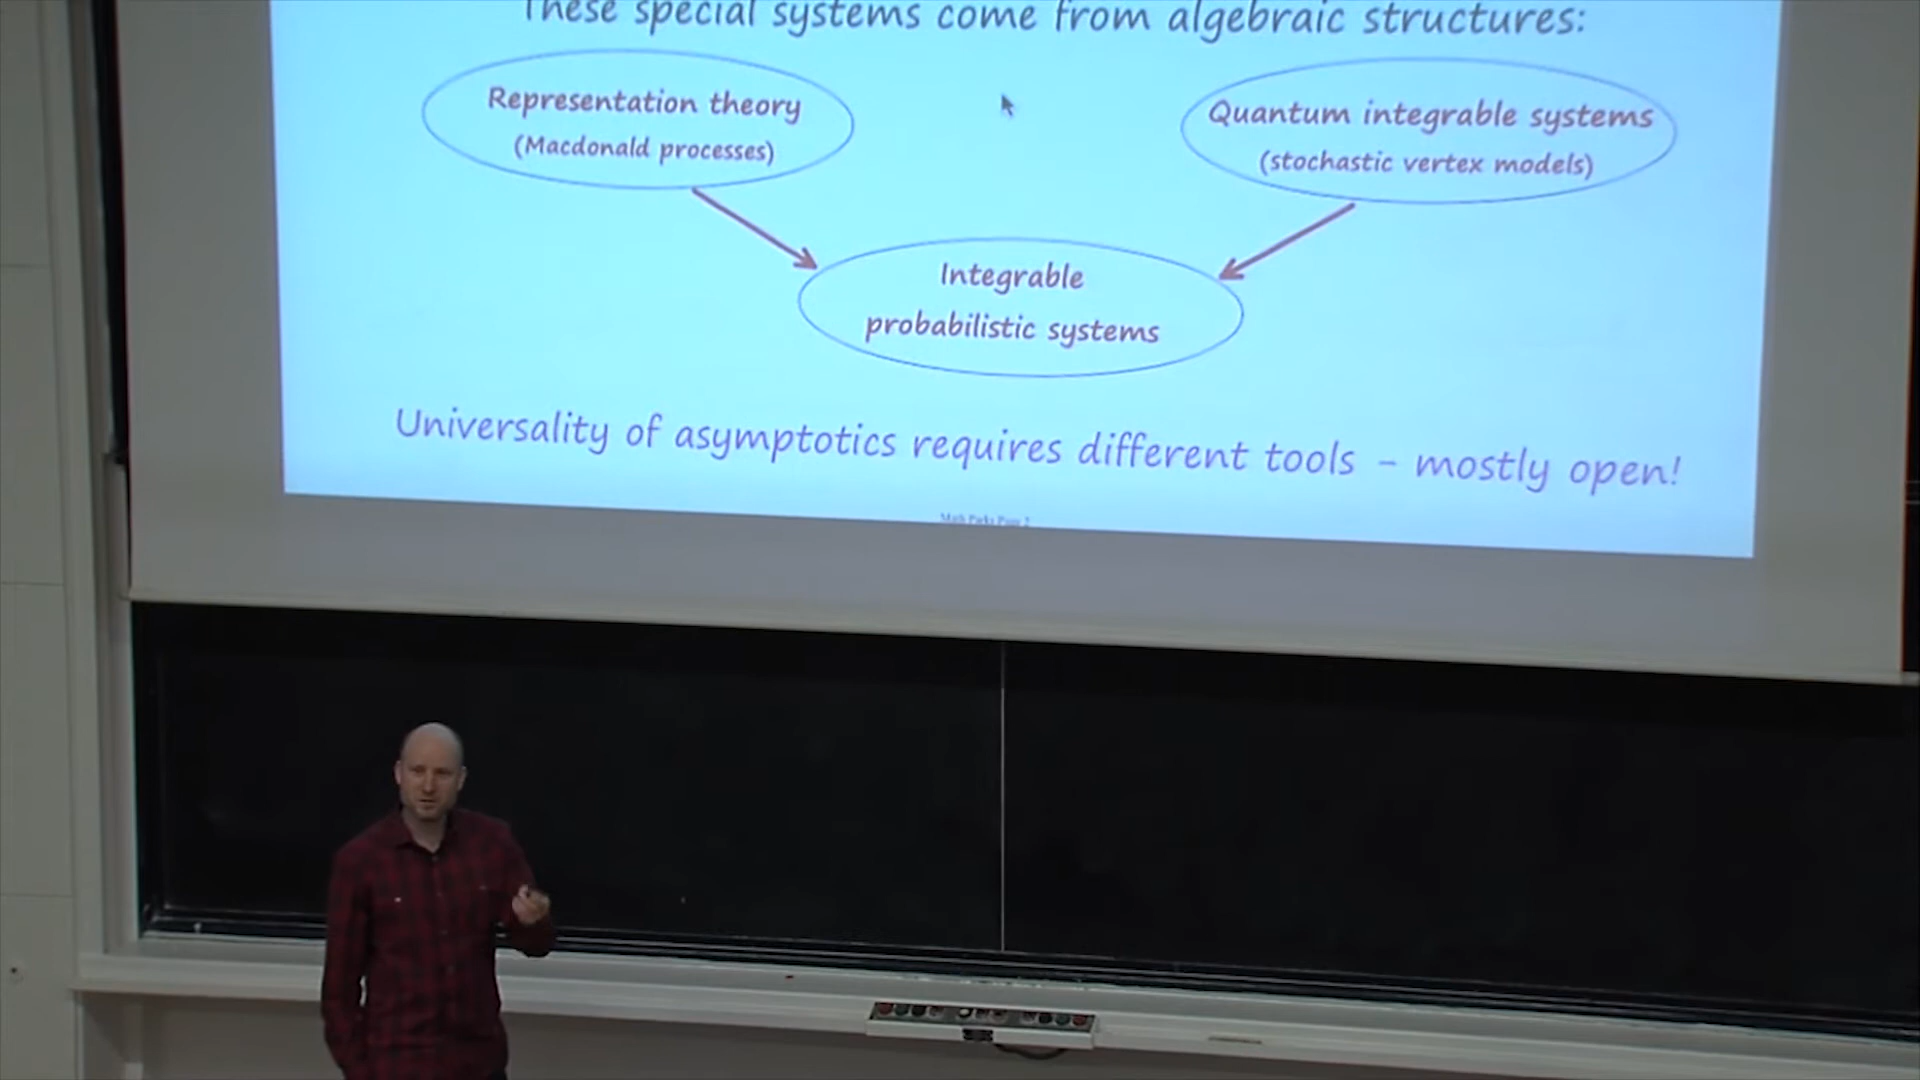 These special systems come from algebraic structures:
Representation theory
(Macdonald processes)
Quantum integrable systems
(stochastic vertex models)
Integrable
probabilistic systems
Universality of asymptotics requires different tools - mostly open!